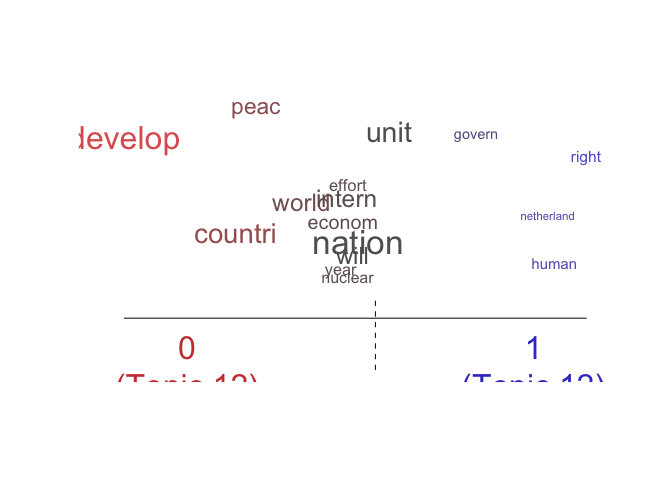 peac
develop
unit
govern
right
effort
intern
world
netherland
econom
countri
nation
will
human
year
nuclear
0
1
(Topic 12)
(Topic 12)